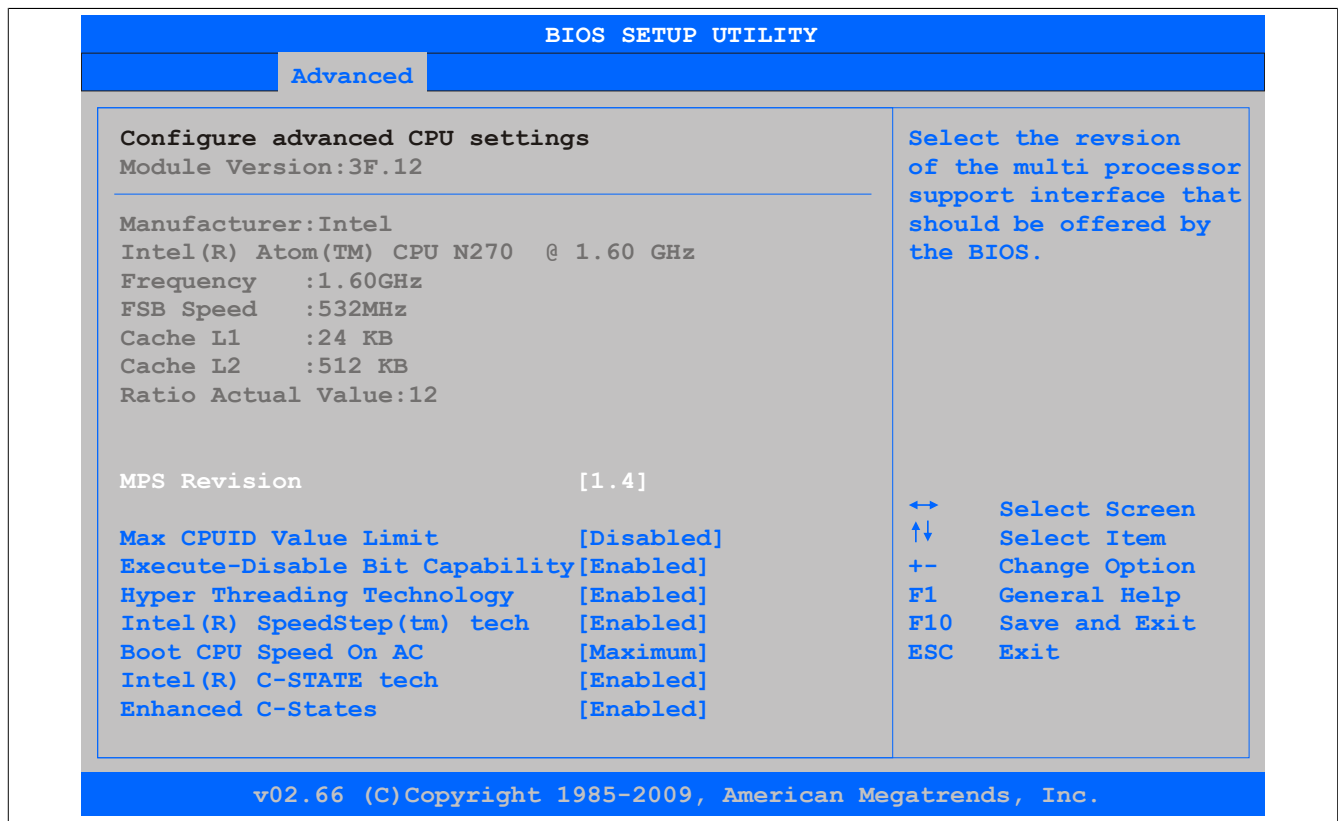 BIOS SETUP UTILITY
Advanced
Configure advanced CPU settings
Module Version:3F.12
Manufacturer:Intel
Intel(R) Atom(TM) CPU N270 @ 1.60 GHz
Frequency :1.60GHz
FSB Speed :532MHz
Cache L1 :24 KB
Cache L2 :512 KB
Ratio Actual Value:12
MPS Revision [1.4]
Max CPUID Value Limit [Disabled]
Execute-Disable Bit Capability[Enabled]
Hyper Threading Technology [Enabled]
Intel(R) SpeedStep(tm) tech [Enabled]
Boot CPU Speed On AC [Maximum]
Intel(R) C-STATE tech [Enabled]
Enhanced C-States [Enabled]
Select the revsion
of the multi processor
support interface that
should be offered by
the BIOS.
↔ Select Screen
↑↓ Select Item
+- Change Option
F1 General Help
F10 Save and Exit
ESC Exit
v02.66 (C)Copyright 1985-2009, American Megatrends, Inc.